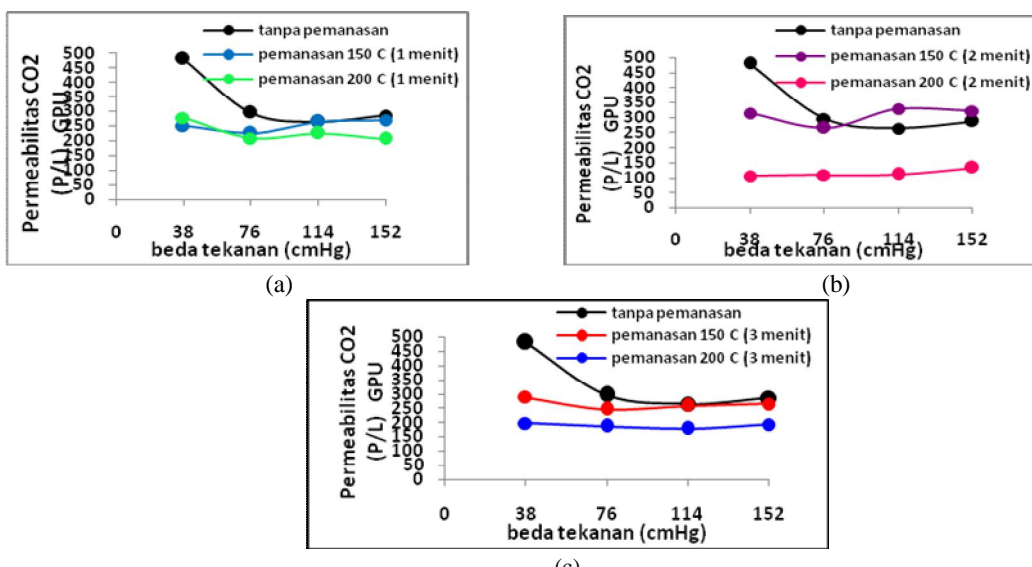 tanpa pemanasan
pemanasan 150 C (1 menit)
pemanasan 200 C (1 menit)
Permeabilitas CO2
(P/L) GPU
500
450
400
350
300
250
200
150
100
50
0
0 38 76 114 152
beda tekanan (cmHg)
(a)
tanpa pemanasan
pemanasan 150 C (2 menit)
pemanasan 200 C (2 menit)
Permeabilitas CO2
(P/L) GPU
500
450
400
350
300
250
200
150
100
50
0
0 38 76 114 152
beda tekanan (cmHg)
(b)
tanpa pemanasan
pemanasan 150 C (3 menit)
pemanasan 200 C (3 menit)
Permeabilitas CO2
(P/L) GPU
500
450
400
350
300
250
200
150
100
50
0
0 38 76 114 152
beda tekanan (cmHg)
(c)